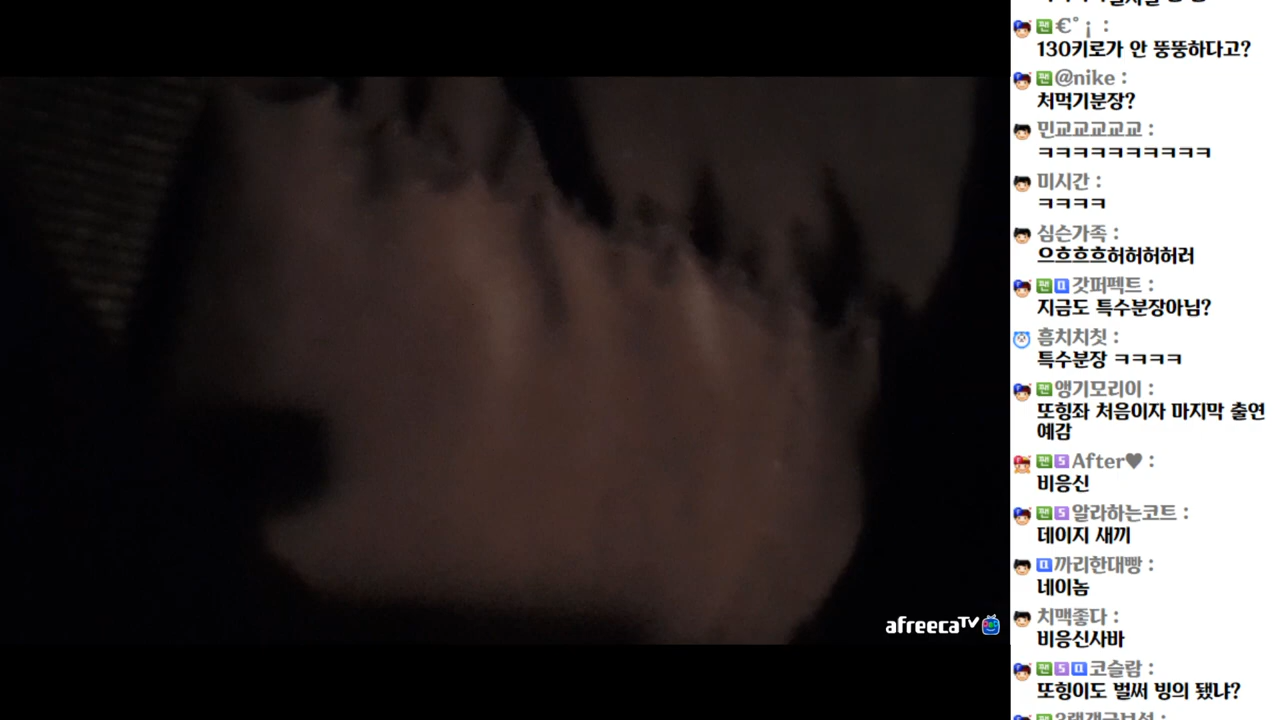 €˚¡ :
130키로가 안 뚱뚱하다고?
@nike :
처먹기분장?
민교교교교교 :
ㅋㅋㅋㅋㅋㅋㅋㅋㅋㅋ
미시간 :
ㅋㅋㅋㅋ
심슨가족 :
으흐흐흐허허허허러
갓퍼펙트 :
지금도 특수분장아님?
흠치치칫 :
특수분장 ㅋㅋㅋㅋ
앵기모리이 :
또힝좌 처음이자 마지막 출연
예감
After♥ :
비응신
알라하는코트 :
데이지 새끼
까리한대빵 :
네이놈
치맥좋다 :
비응신사바
코슬람 :
또힝이도 벌써 빙의 됐냐?
afreecaTV